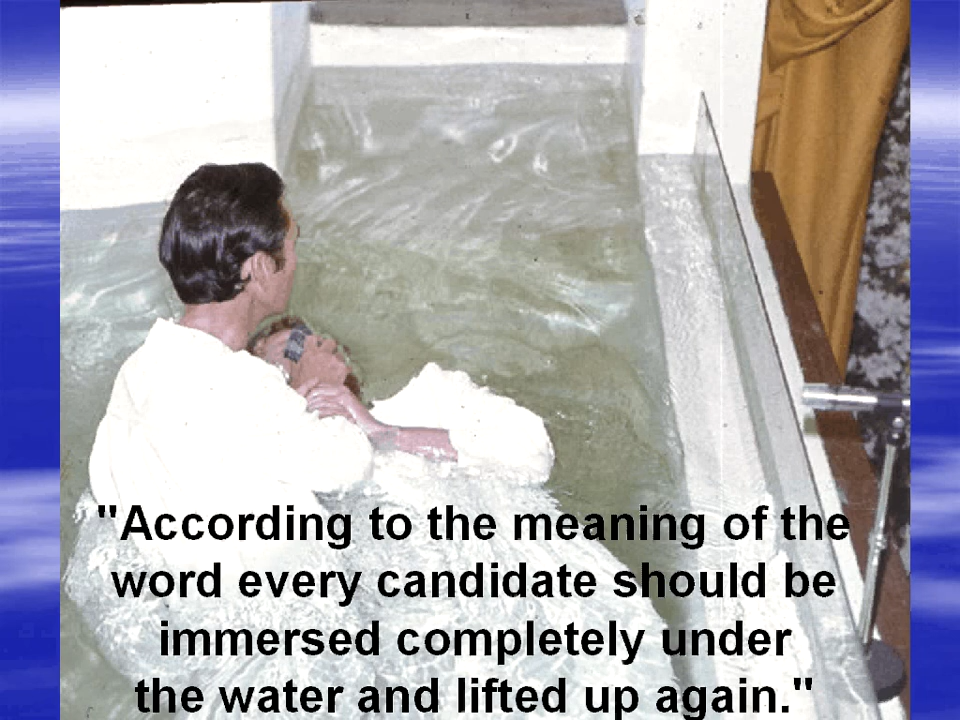 "According to the meaning of the
word every candidate should be
immersed completely under
the water and lifted up again."